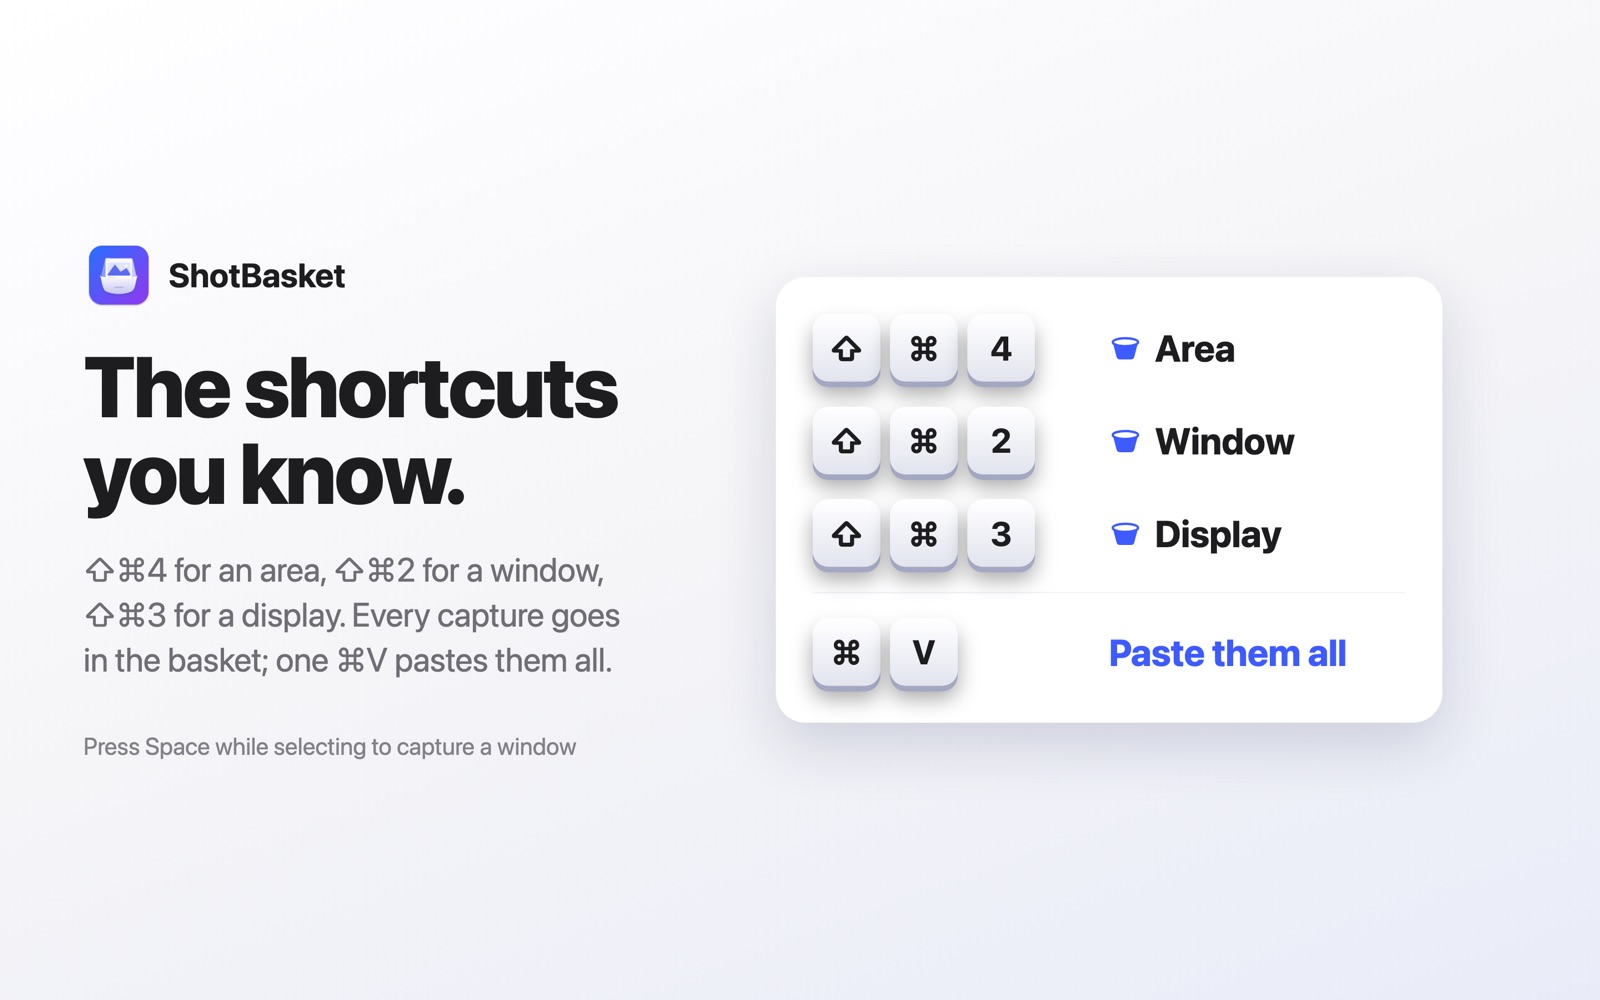 ShotBasket
The shortcuts
you know.
⇧⌘4 for an area, ⇧⌘2 for a window,
⇧⌘3 for a display. Every capture goes
in the basket; one ⌘V pastes them all.
Press Space while selecting to capture a window
⇧ ⌘ 4 Area
⇧ ⌘ 2 Window
⇧ ⌘ 3 Display
⌘ V Paste them all